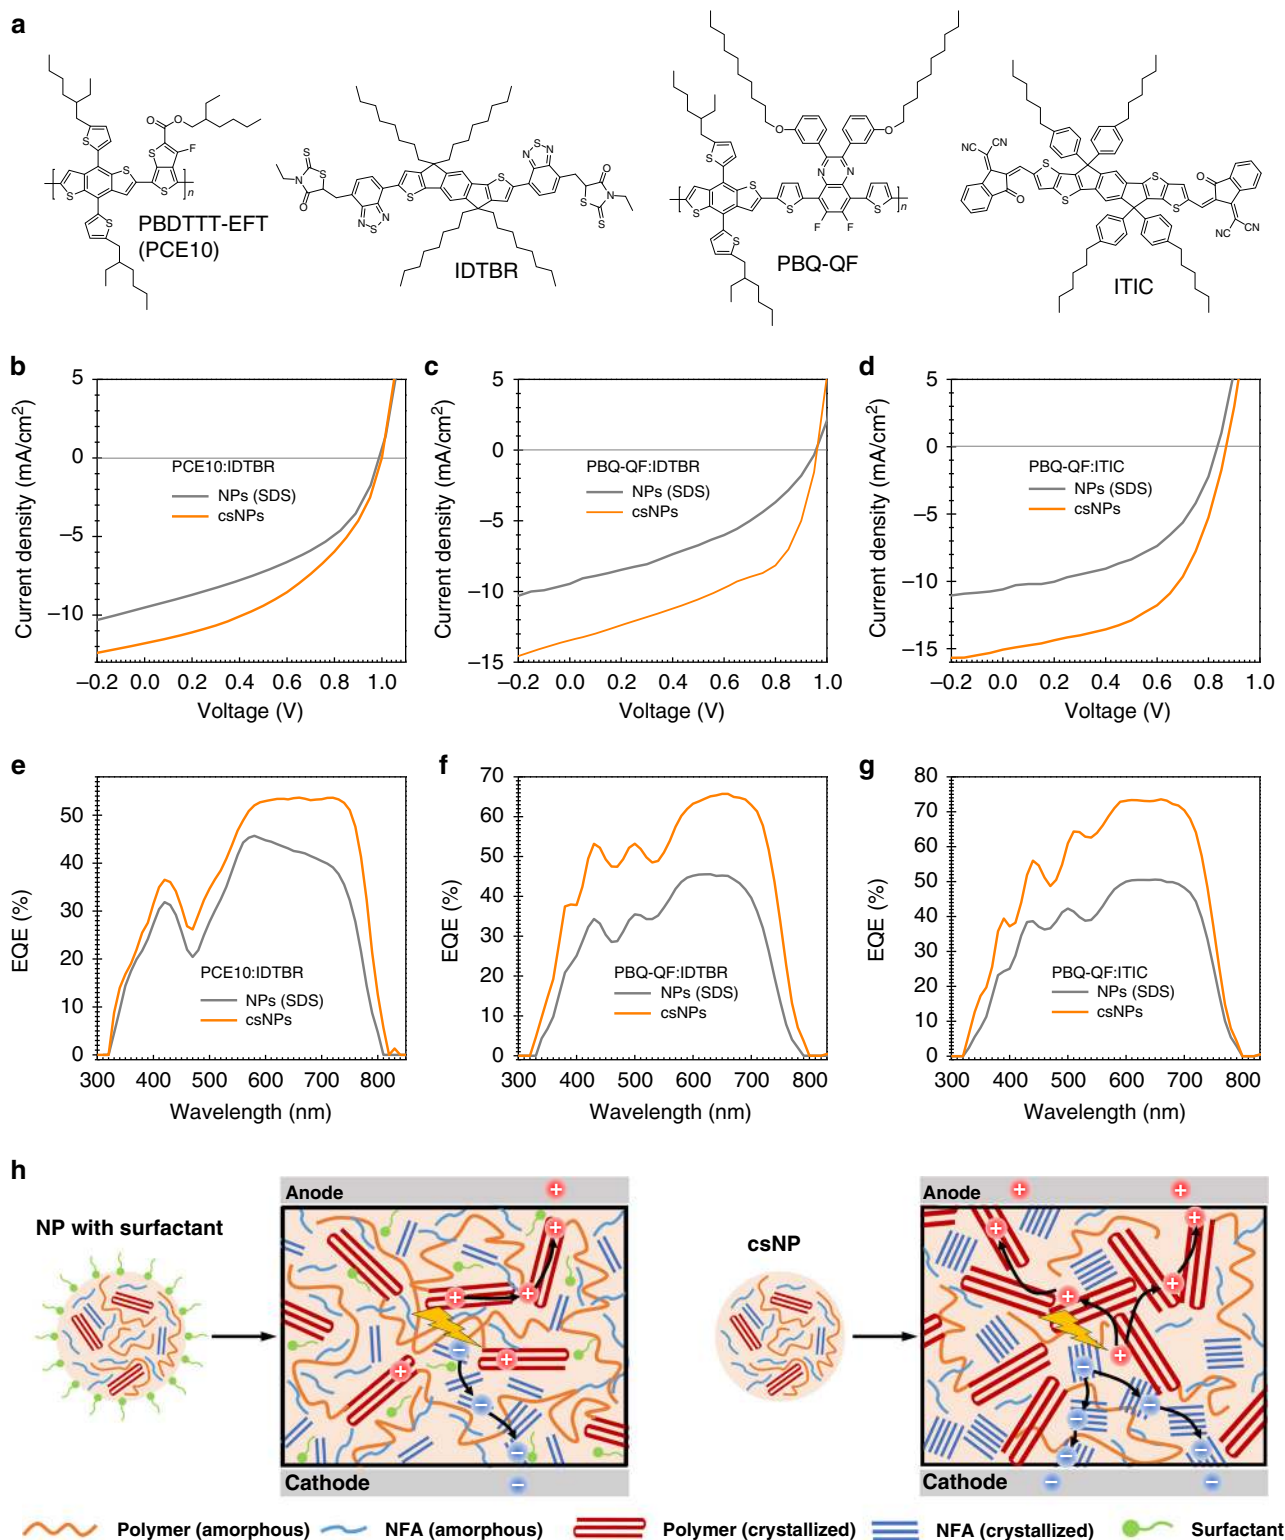 a
PBDTTT-EFT
(PCE10)
IDTBR
PBQ-QF
ITIC
b
Current density (mA/cm²)
5
0
−5
−10
PCE10:IDTBR
NPs (SDS)
csNPs
−0.2 0.0 0.2 0.4 0.6 0.8 1.0
Voltage (V)
c
Current density (mA/cm²)
5
0
−5
−10
−15
PBQ-QF:IDTBR
NPs (SDS)
csNPs
−0.2 0.0 0.2 0.4 0.6 0.8 1.0
Voltage (V)
d
Current density (mA/cm²)
5
0
−5
−10
−15
PBQ-QF:ITIC
NPs (SDS)
csNPs
−0.2 0.0 0.2 0.4 0.6 0.8 1.0
Voltage (V)
e
EQE (%)
50
40
30
20
10
0
PCE10:IDTBR
NPs (SDS)
csNPs
300 400 500 600 700 800
Wavelength (nm)
f
EQE (%)
70
60
50
40
30
20
10
0
PBQ-QF:IDTBR
NPs (SDS)
csNPs
300 400 500 600 700 800
Wavelength (nm)
g
EQE (%)
80
70
60
50
40
30
20
10
0
PBQ-QF:ITIC
NPs (SDS)
csNPs
300 400 500 600 700 800
Wavelength (nm)
h
NP with surfactant
Anode
Cathode
csNP
Anode
Cathode
Polymer (amorphous) NFA (amorphous) Polymer (crystallized) NFA (crystallized) Surfactant